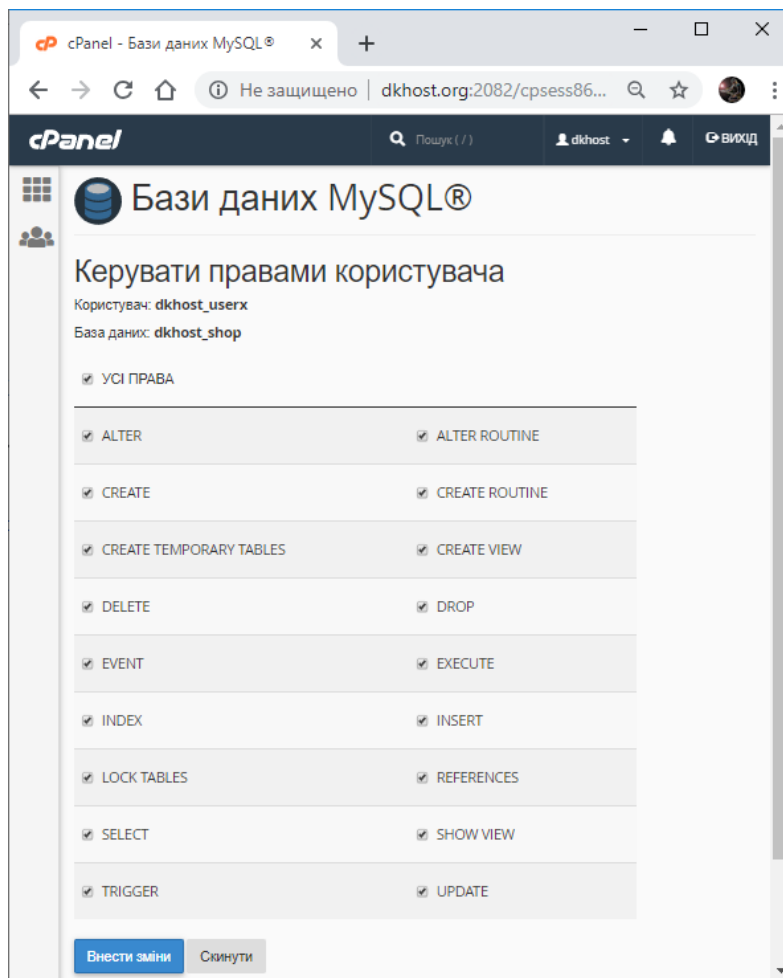 cPanel - Бази даних MySQL®
Не защищено | dkhost.org:2082/cpsess86...
cPanel Пошук ( / ) dkhost ВИХІД
Бази даних MySQL®
Керувати правами користувача
Користувач: dkhost_userx
База даних: dkhost_shop
УСІ ПРАВА
ALTER ALTER ROUTINE
CREATE CREATE ROUTINE
CREATE TEMPORARY TABLES CREATE VIEW
DELETE DROP
EVENT EXECUTE
INDEX INSERT
LOCK TABLES REFERENCES
SELECT SHOW VIEW
TRIGGER UPDATE
Внести зміни Скинути